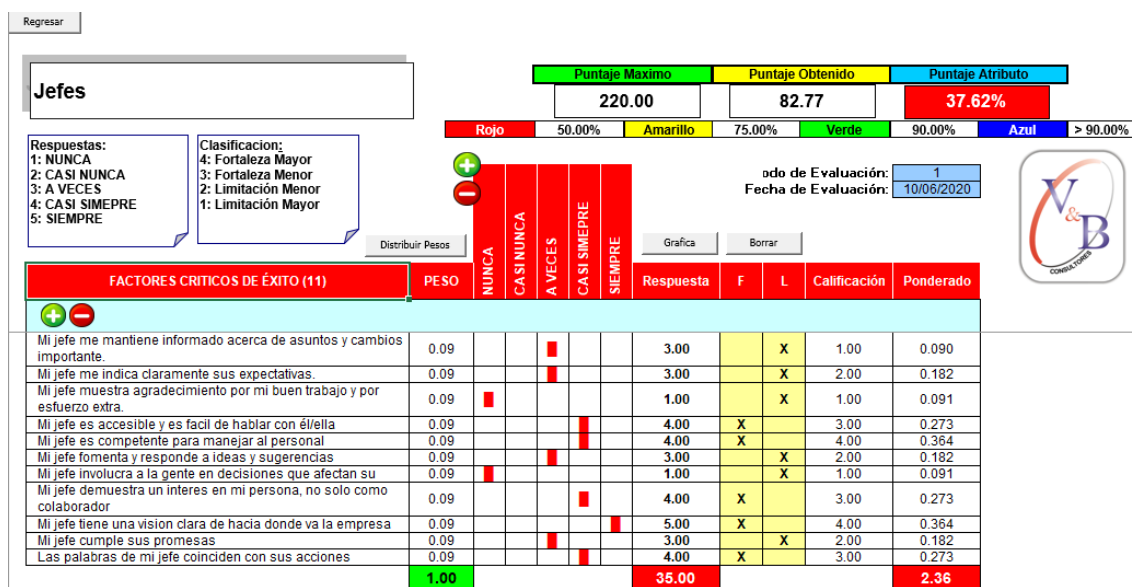 Regresar
Jefes
Puntaje Maximo Puntaje Obtenido Puntaje Atributo
220.00 82.77 37.62%
Rojo 50.00% Amarillo 75.00% Verde 90.00% Azul > 90.00%
Respuestas:
1: NUNCA
2: CASI NUNCA
3: A VECES
4: CASI SIMEPRE
5: SIEMPRE
Clasificacion:
4: Fortaleza Mayor
3: Fortaleza Menor
2: Limitación Menor
1: Limitación Mayor
odo de Evaluación: 1
Fecha de Evaluación: 10/06/2020
V&B
CONSULTORES
Distribuir Pesos
Grafica
Borrar
FACTORES CRITICOS DE ÉXITO (11) PESO NUNCA CASI NUNCA A VECES CASI SIMEPRE SIEMPRE Respuesta F L Calificación Ponderado
Mi jefe me mantiene informado acerca de asuntos y cambios
importante. 0.09 3.00 X 1.00 0.090
Mi jefe me indica claramente sus expectativas. 0.09 3.00 X 2.00 0.182
Mi jefe muestra agradecimiento por mi buen trabajo y por
esfuerzo extra. 0.09 1.00 X 1.00 0.091
Mi jefe es accesible y es facil de hablar con él/ella 0.09 4.00 X 3.00 0.273
Mi jefe es competente para manejar al personal 0.09 4.00 X 4.00 0.364
Mi jefe fomenta y responde a ideas y sugerencias 0.09 3.00 X 2.00 0.182
Mi jefe involucra a la gente en decisiones que afectan su 0.09 1.00 X 1.00 0.091
Mi jefe demuestra un interes en mi persona, no solo como
colaborador 0.09 4.00 X 3.00 0.273
Mi jefe tiene una vision clara de hacia donde va la empresa 0.09 5.00 X 4.00 0.364
Mi jefe cumple sus promesas 0.09 3.00 X 2.00 0.182
Las palabras de mi jefe coinciden con sus acciones 0.09 4.00 X 3.00 0.273
1.00 35.00 2.36